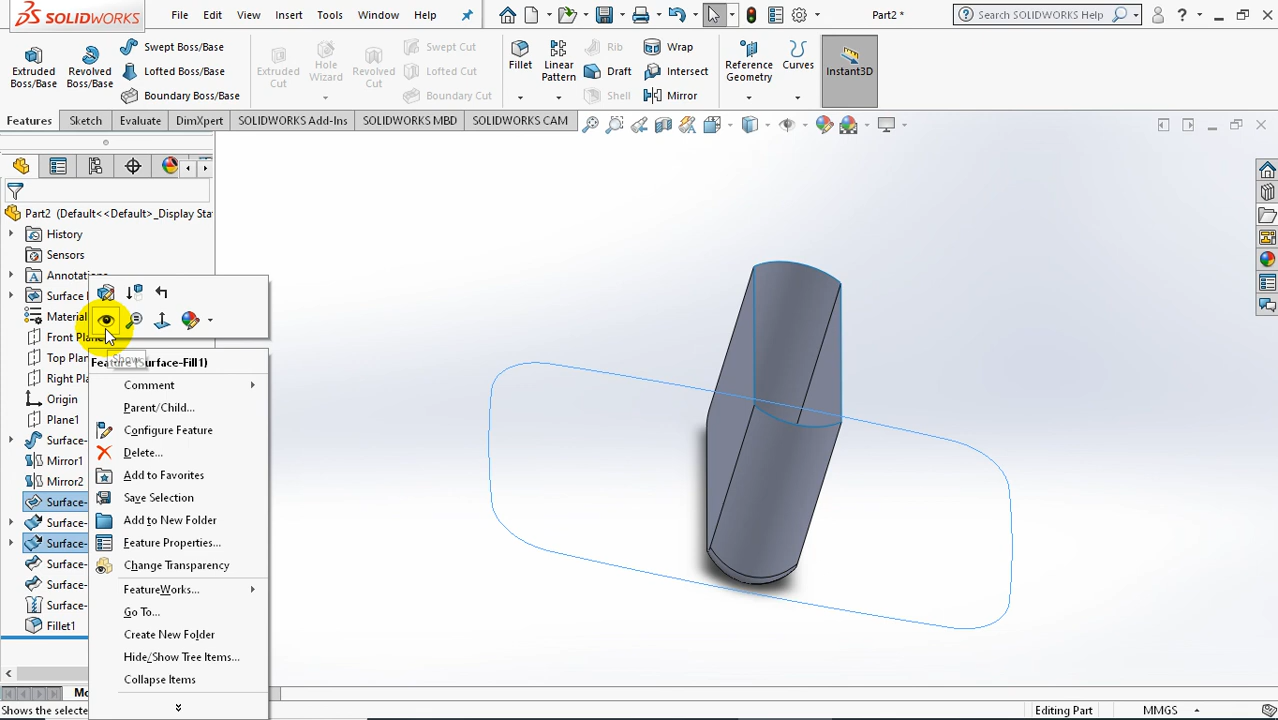 SOLIDWORKS File Edit View Insert Tools Window Help Part2 * Search SOLIDWORKS Help ?
Extruded Boss/Base
Revolved Boss/Base
Swept Boss/Base
Lofted Boss/Base
Boundary Boss/Base
Extruded Cut
Hole Wizard
Revolved Cut
Swept Cut
Lofted Cut
Boundary Cut
Fillet
Linear Pattern
Rib
Draft
Shell
Wrap
Intersect
Mirror
Reference Geometry
Curves
Instant3D
Features Sketch Evaluate DimXpert SOLIDWORKS Add-Ins SOLIDWORKS MBD SOLIDWORKS CAM
Part2 (Default<<Default>_Display Sta
History
Sensors
Annotations
Surface
Material
Front Plane
Top Plan
Right Pla
Origin
Plane1
Surface-
Mirror1
Mirror2
Surface-
Surface-
Surface-
Surface-
Surface-
Surface-
Fillet1
Show
Feature (Surface-Fill1)
Comment
Parent/Child...
Configure Feature
Delete...
Add to Favorites
Save Selection
Add to New Folder
Feature Properties...
Change Transparency
FeatureWorks...
Go To...
Create New Folder
Hide/Show Tree Items...
Collapse Items
Mo
Shows the selecte
Editing Part
MMGS